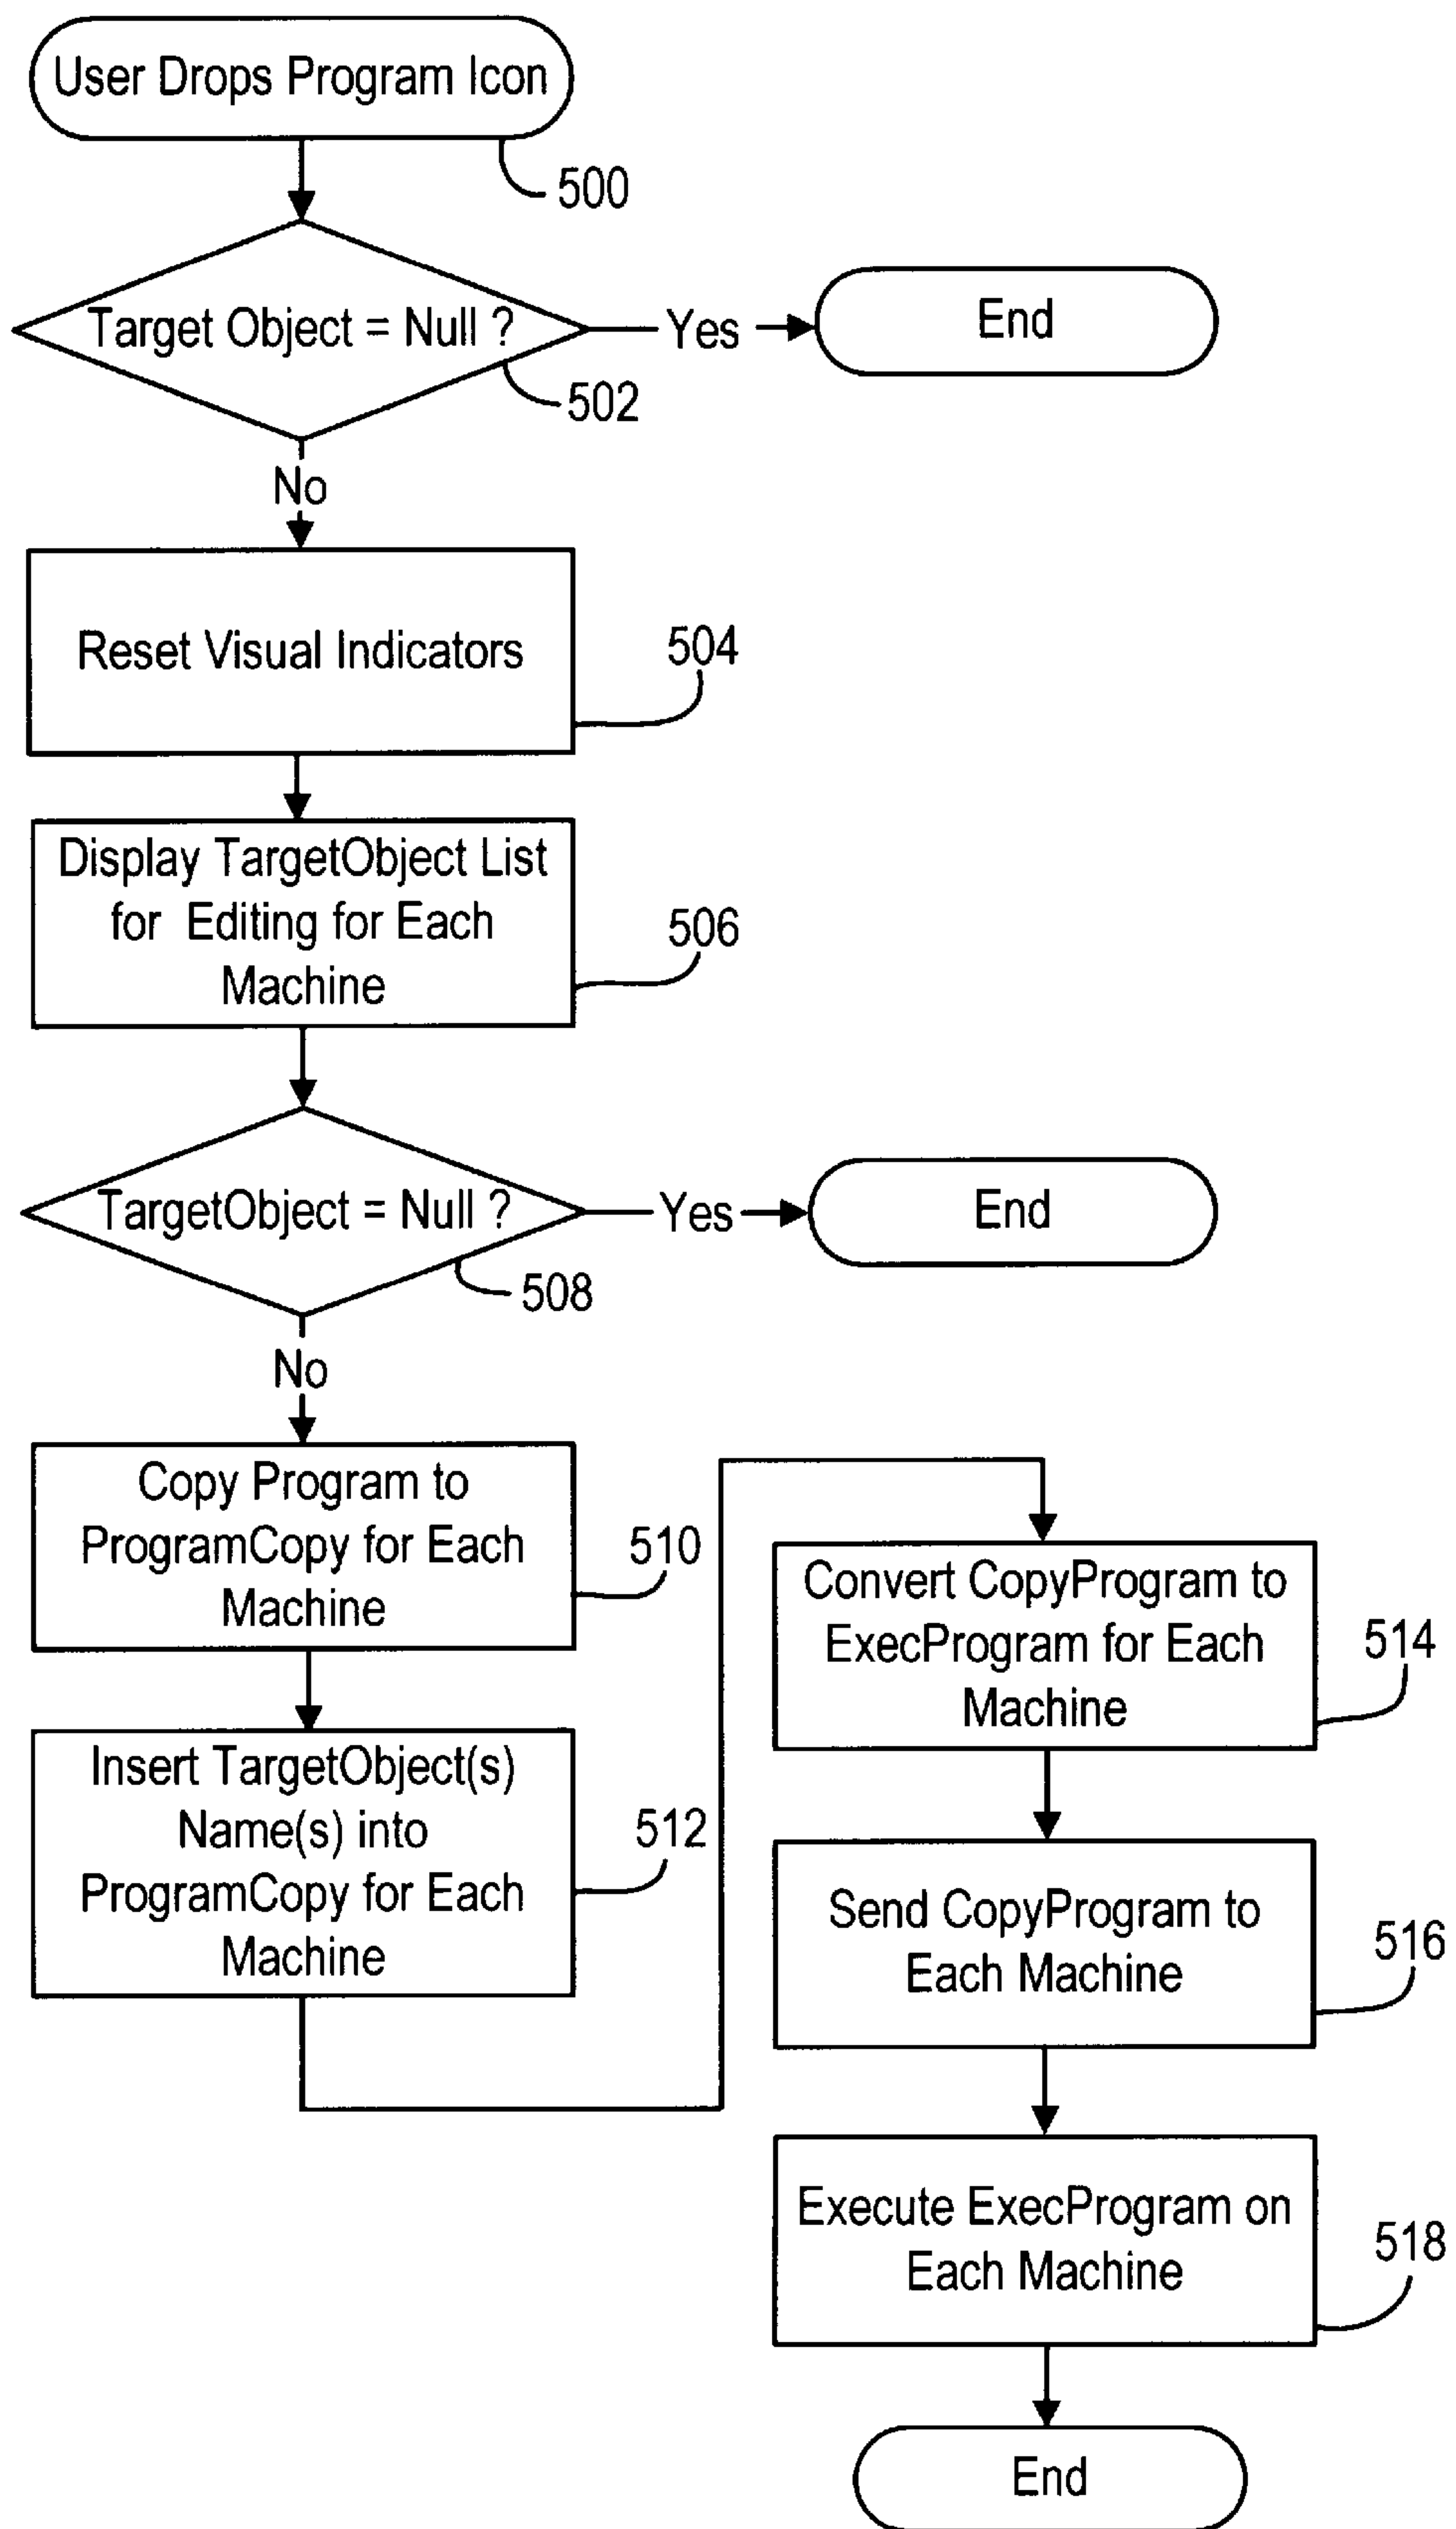 User Drops Program Icon
500
Target Object = Null ?
Yes
End
502
No
Reset Visual Indicators
504
Display TargetObject List
for Editing for Each
Machine
506
TargetObject = Null ?
Yes
End
508
No
Copy Program to
ProgramCopy for Each
Machine
510
Insert TargetObject(s)
Name(s) into
ProgramCopy for Each
Machine
512
Convert CopyProgram to
ExecProgram for Each
Machine
514
Send CopyProgram to
Each Machine
516
Execute ExecProgram on
Each Machine
518
End